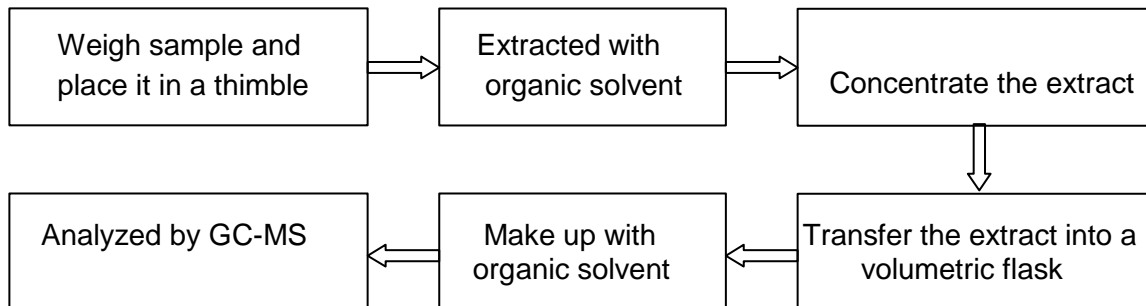 Weigh sample and
place it in a thimble
Extracted with
organic solvent
Concentrate the extract
Transfer the extract into a
volumetric flask
Make up with
organic solvent
Analyzed by GC-MS